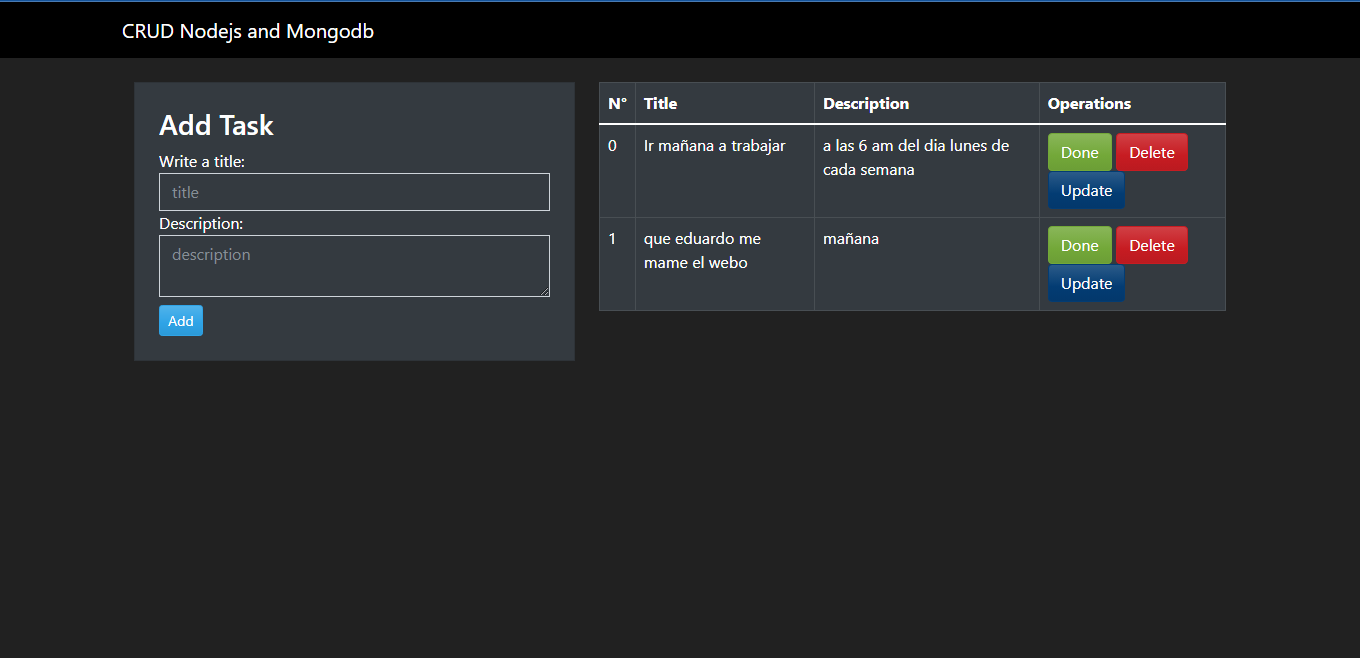 CRUD Nodejs and Mongodb
Add Task
Write a title:
title
Description:
description
Add
N° Title Description Operations
0 Ir mañana a trabajar a las 6 am del dia lunes de Done Delete
cada semana
Update
1 que eduardo me mañana Done Delete
mame el webo
Update